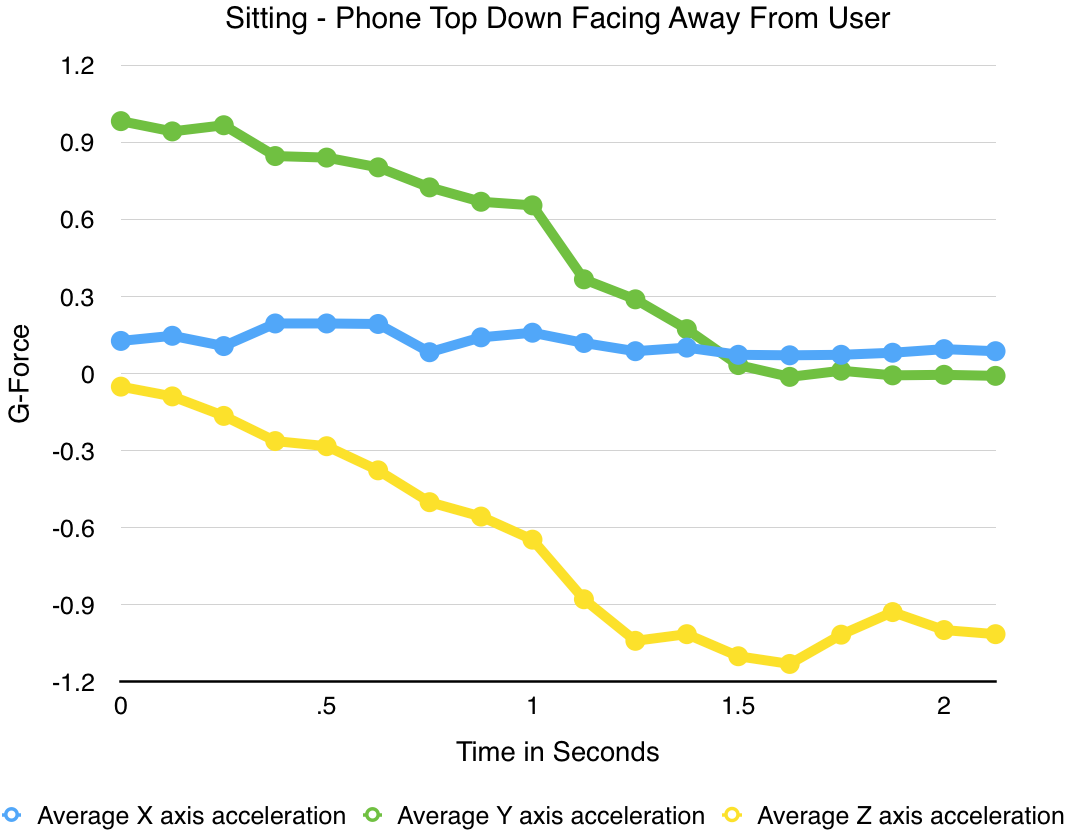 Sitting - Phone Top Down Facing Away From User
1.2
0.9
0.6
0.3
0
-0.3
-0.6
-0.9
-1.2
G-Force
0 .5 1 1.5 2
Time in Seconds
Average X axis acceleration Average Y axis acceleration Average Z axis acceleration